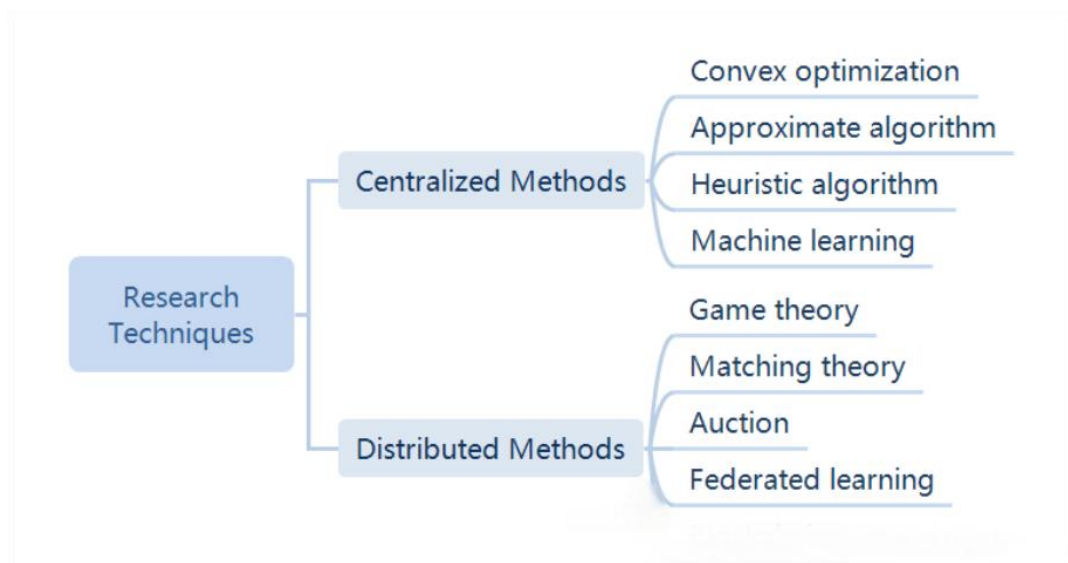 Research
Techniques
Centralized Methods
Convex optimization
Approximate algorithm
Heuristic algorithm
Machine learning
Distributed Methods
Game theory
Matching theory
Auction
Federated learning